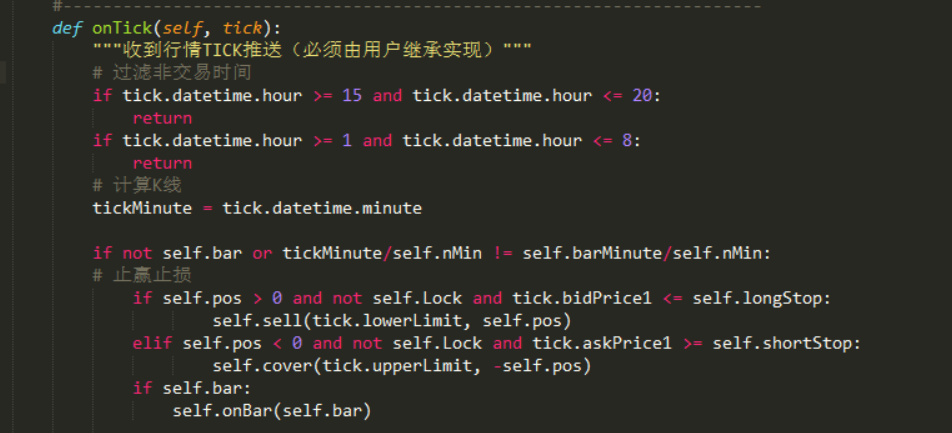 #----------------------------------------------------------------------
def onTick(self, tick):
    """收到行情TICK推送（必须由用户继承实现）"""
    # 过滤非交易时间
    if tick.datetime.hour >= 15 and tick.datetime.hour <= 20:
        return
    if tick.datetime.hour >= 1 and tick.datetime.hour <= 8:
        return
    # 计算K线
    tickMinute = tick.datetime.minute

    if not self.bar or tickMinute/self.nMin != self.barMinute/self.nMin:
    # 止赢止损
        if self.pos > 0 and not self.Lock and tick.bidPrice1 <= self.longStop:
                self.sell(tick.lowerLimit, self.pos)
        elif self.pos < 0 and not self.Lock and tick.askPrice1 >= self.shortStop:
                self.cover(tick.upperLimit, -self.pos)
        if self.bar:
            self.onBar(self.bar)